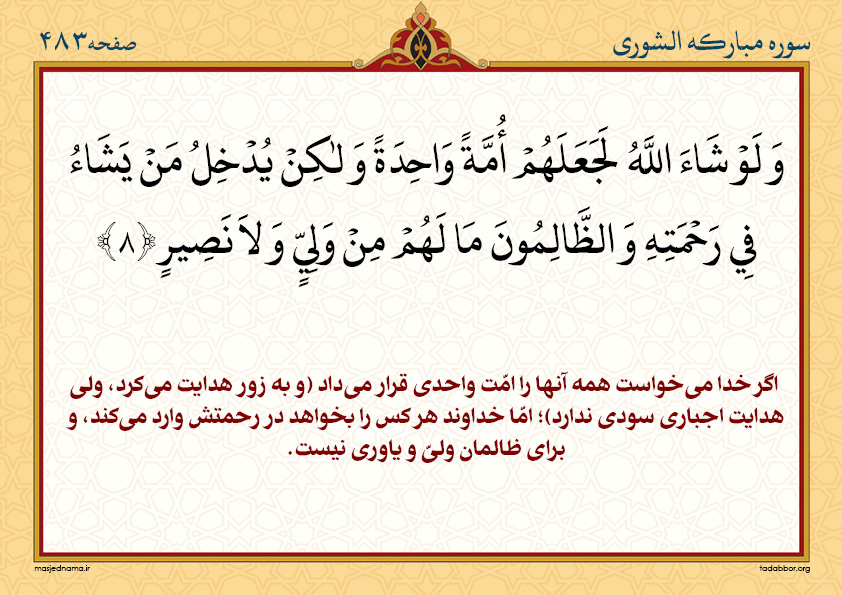 سوره مبارکه الشوری
صفحه۴۸۳
وَلَوْ شَاءَ اللَّهُ لَجَعَلَهُمْ أُمَّةً وَاحِدَةً وَلَٰكِنْ يُدْخِلُ مَنْ يَشَاءُ
فِي رَحْمَتِهِ وَالظَّالِمُونَ مَا لَهُمْ مِنْ وَلِيٍّ وَلاَ نَصِيرٍ ﴿۸﴾
اگر خدا می‌خواست همه آنها را امّت واحدی قرار می‌داد (و به زور هدایت می‌کرد، ولی
هدایت اجباری سودی ندارد)؛ امّا خداوند هر کس را بخواهد در رحمتش وارد می‌کند، و
برای ظالمان ولیّ و یاوری نیست.
masjednama.ir
tadabbor.org